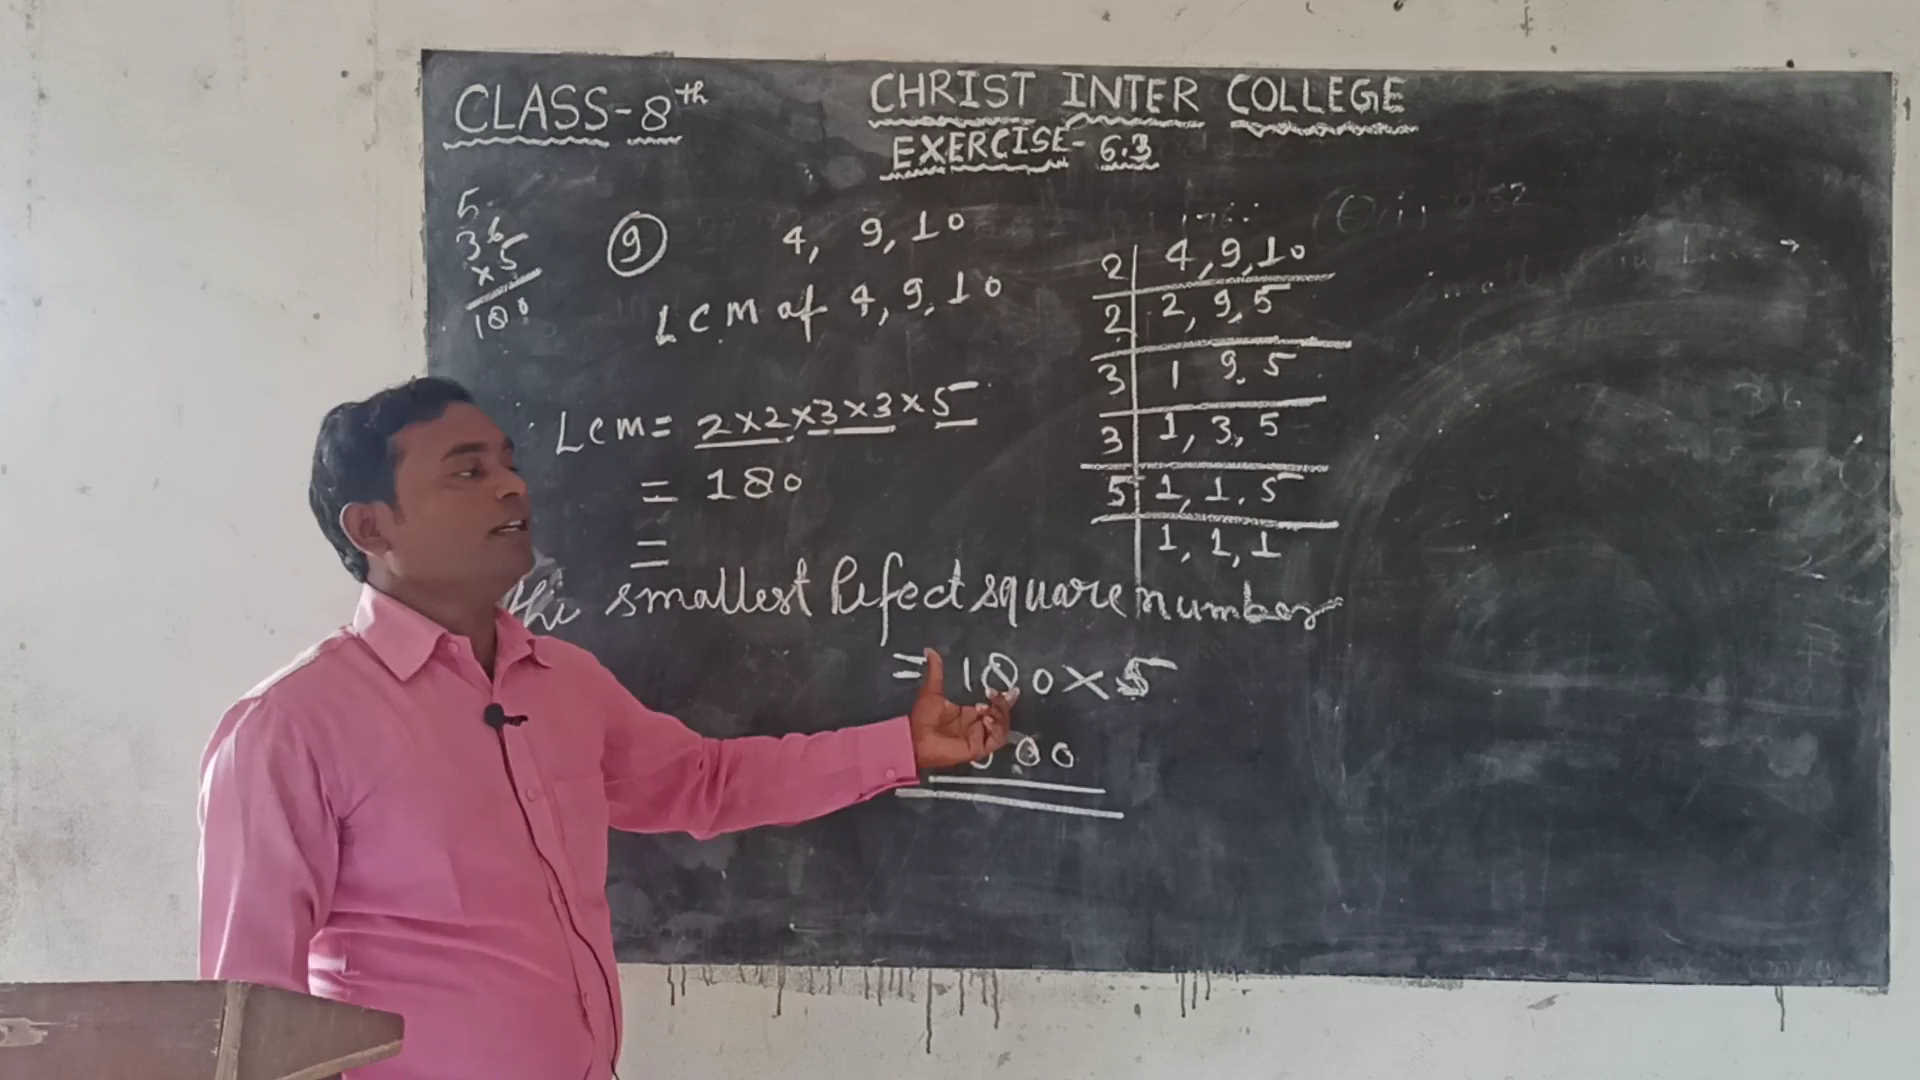 CLASS-8th
CHRIST INTER COLLEGE
EXERCISE- 6.3
5
36
×5
180
9 4, 9, 10
LCM of 4, 9, 10
LCM= 2×2×3×3×5
= 180
=
smallest Pefect square number
= 180×5
00
2 4, 9, 10
2 2, 9, 5
3 1 9, 5
3 1, 3, 5
5 1, 1, 5
1, 1, 1
36